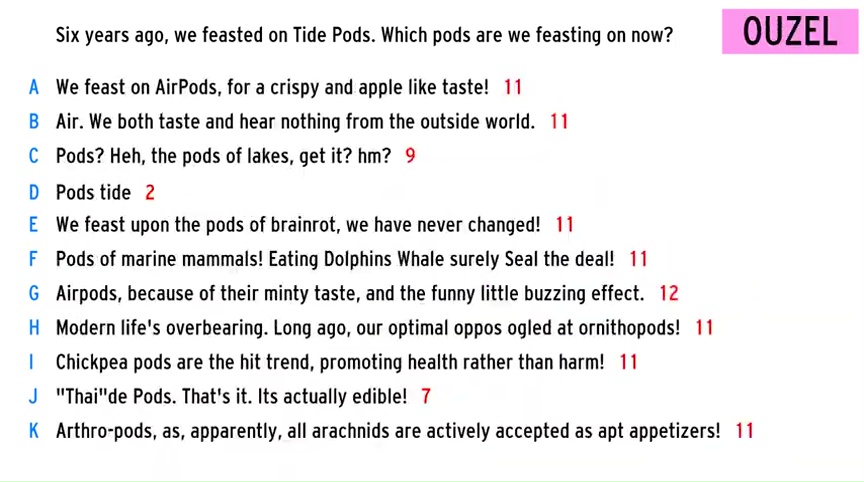 Six years ago, we feasted on Tide Pods. Which pods are we feasting on now?
OUZEL
A We feast on AirPods, for a crispy and apple like taste! 11
B Air. We both taste and hear nothing from the outside world. 11
C Pods? Heh, the pods of lakes, get it? hm? 9
D Pods tide 2
E We feast upon the pods of brainrot, we have never changed! 11
F Pods of marine mammals! Eating Dolphins Whale surely Seal the deal! 11
G Airpods, because of their minty taste, and the funny little buzzing effect. 12
H Modern life's overbearing. Long ago, our optimal oppos ogled at ornithopods! 11
I Chickpea pods are the hit trend, promoting health rather than harm! 11
J "Thai"de Pods. That's it. Its actually edible! 7
K Arthro-pods, as, apparently, all arachnids are actively accepted as apt appetizers! 11